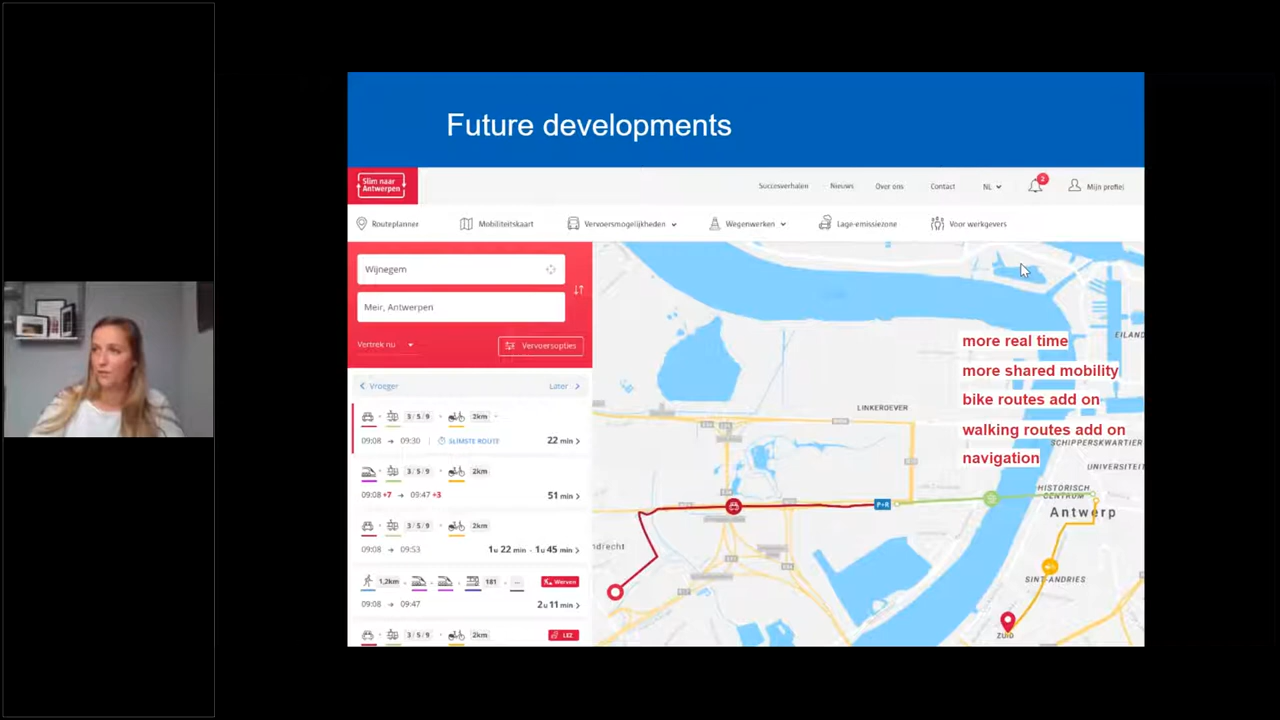 Future developments
Slim naar
Antwerpen
Succesverhalen Nieuws Over ons Contact NL 2 Mijn profiel
Routeplanner Mobiliteitskaart Vervoersmogelijkheden Wegenwerken Lage-emissiezone Voor werkgevers
Wijnegem
Meir, Antwerpen
Vertrek nu Vervoersopties
Vroeger Later
3/5/9 2km
09:08 → 09:30 SLIMSTE ROUTE 22 min
3/5/9 2km
09:08 +7 → 09:47 +3 51 min
3/5/9 2km
09:08 → 09:53 1u 22 min - 1u 45 min
1,2km 181 ... Werven
09:08 → 09:47 2u 11 min
3/5/9 2km LEZ
more real time
more shared mobility
bike routes add on
walking routes add on
navigation
EILAND
LINKEROEVER
SCHIPPERSKWARTIER
UNIVERSITEIT
HISTORISCH
CENTRUM
P+R
Antwerp
ndrecht
SINT-ANDRIES
ZUID